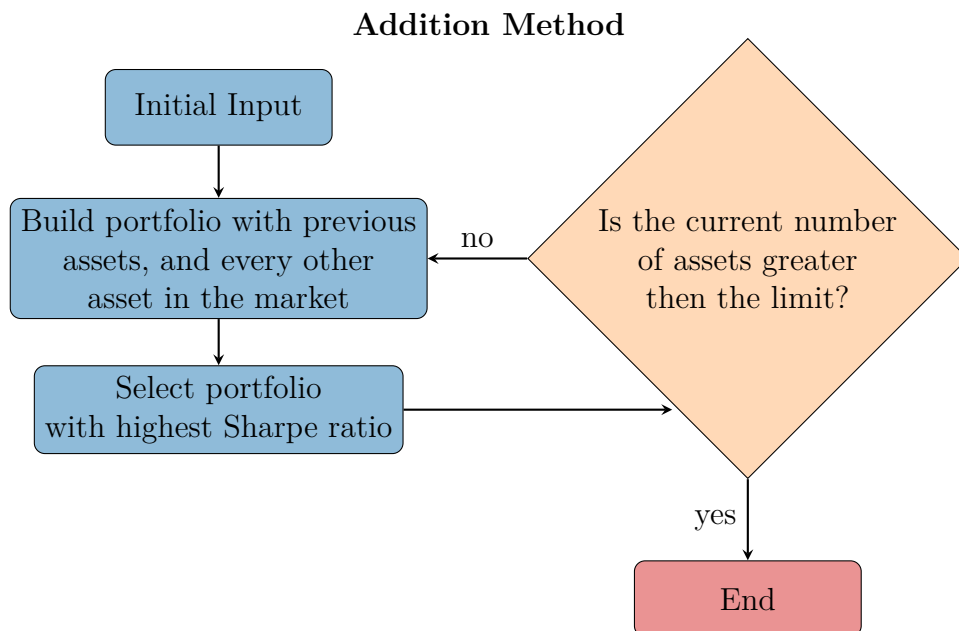 Addition Method
Initial Input
Build portfolio with previous
assets, and every other
asset in the market
Select portfolio
with highest Sharpe ratio
no
Is the current number
of assets greater
then the limit?
yes
End